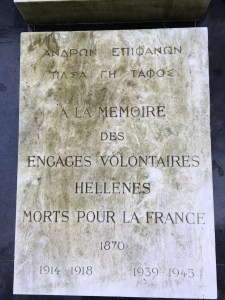 ΑΝΔΡΩΝ ΕΠΙΦΑΝΩΝ
ΠΑΣΑ ΓΗ ΤΑΦΟΣ
A LA MEMOIRE
DES
ENGAGES VOLONTAIRES
HELLENES
MORTS POUR LA FRANCE
1870
1914 1918 1939 1945